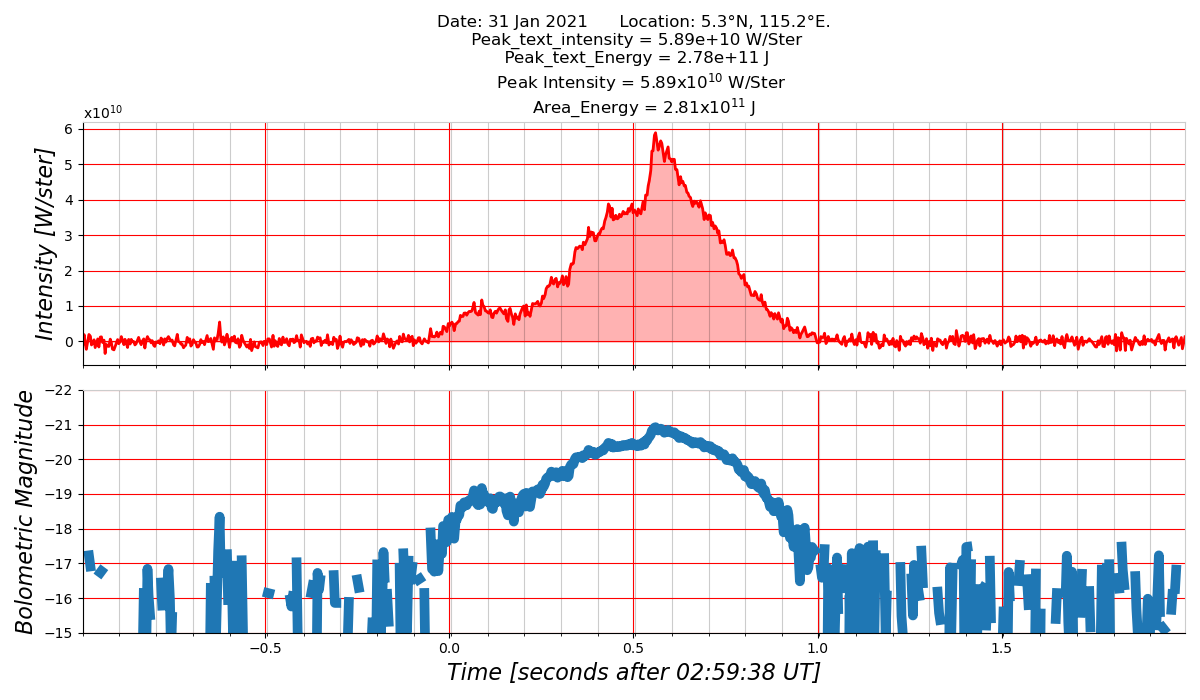 Date: 31 Jan 2021      Location: 5.3°N, 115.2°E.
Peak_text_intensity = 5.89e+10 W/Ster
Peak_text_Energy = 2.78e+11 J
Peak Intensity = 5.89x10¹⁰ W/Ster
Area_Energy = 2.81x10¹¹ J
x10¹⁰
6
5
4
3
2
1
0
Intensity [W/ster]
−22
−21
−20
−19
−18
−17
−16
−15
Bolometric Magnitude
−0.5 0.0 0.5 1.0 1.5
Time [seconds after 02:59:38 UT]